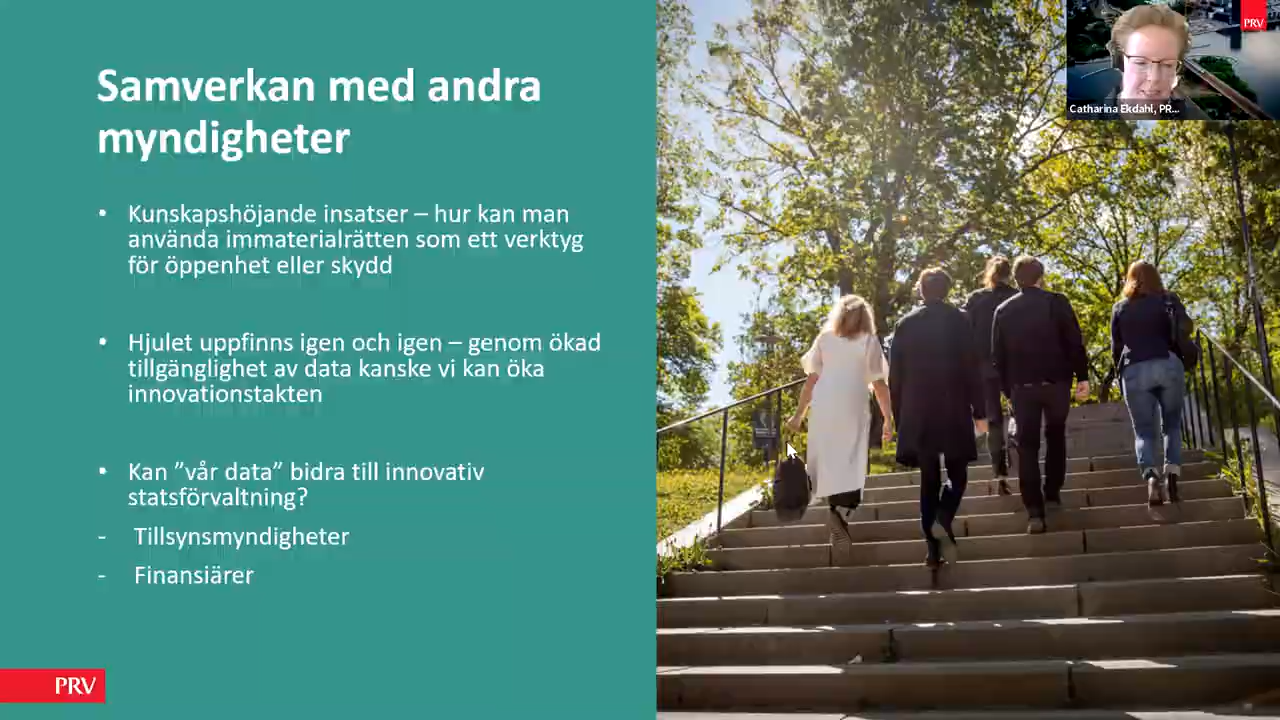 Samverkan med andra
myndigheter
• Kunskapshöjande insatser – hur kan man
använda immaterialrätten som ett verktyg
för öppenhet eller skydd
• Hjulet uppfinns igen och igen – genom ökad
tillgänglighet av data kanske vi kan öka
innovationstakten
• Kan ”vår data” bidra till innovativ
statsförvaltning?
- Tillsynsmyndigheter
- Finansiärer
PRV
PRV
Catharina Ekdahl, PR...